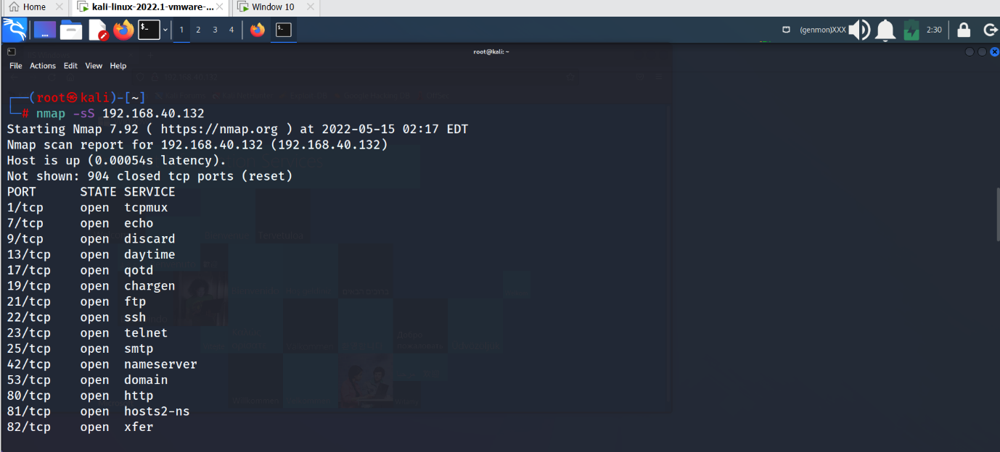 Home kali-linux-2022.1-vmware-... Window 10
1 2 3 4 (genmon)XXX 2:30
root@kali: ~
File Actions Edit View Help
┌──(root㉿kali)-[~]
└─# nmap -sS 192.168.40.132
Starting Nmap 7.92 ( https://nmap.org ) at 2022-05-15 02:17 EDT
Nmap scan report for 192.168.40.132 (192.168.40.132)
Host is up (0.00054s latency).
Not shown: 904 closed tcp ports (reset)
PORT STATE SERVICE
1/tcp open tcpmux
7/tcp open echo
9/tcp open discard
13/tcp open daytime
17/tcp open qotd
19/tcp open chargen
21/tcp open ftp
22/tcp open ssh
23/tcp open telnet
25/tcp open smtp
42/tcp open nameserver
53/tcp open domain
80/tcp open http
81/tcp open hosts2-ns
82/tcp open xfer